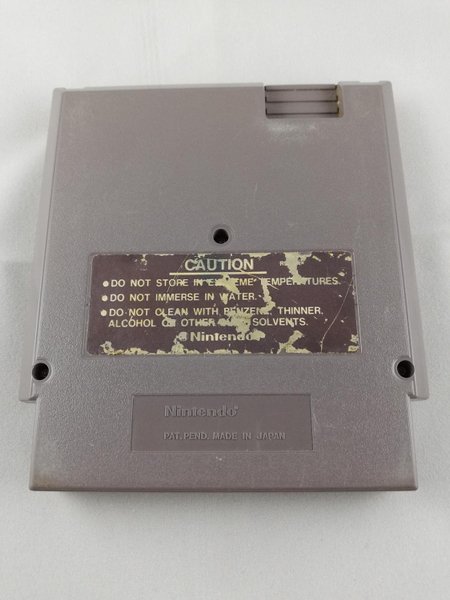 CAUTION
● DO NOT STORE IN TEMPERATURES.
● DO NOT IMMERSE IN WATER.
● DO NOT CLEAN WITH BENZENE, THINNER,
ALCOHOL OR OTHER SOLVENTS.
Nintendo
Nintendo®
PAT. PEND. MADE IN JAPAN